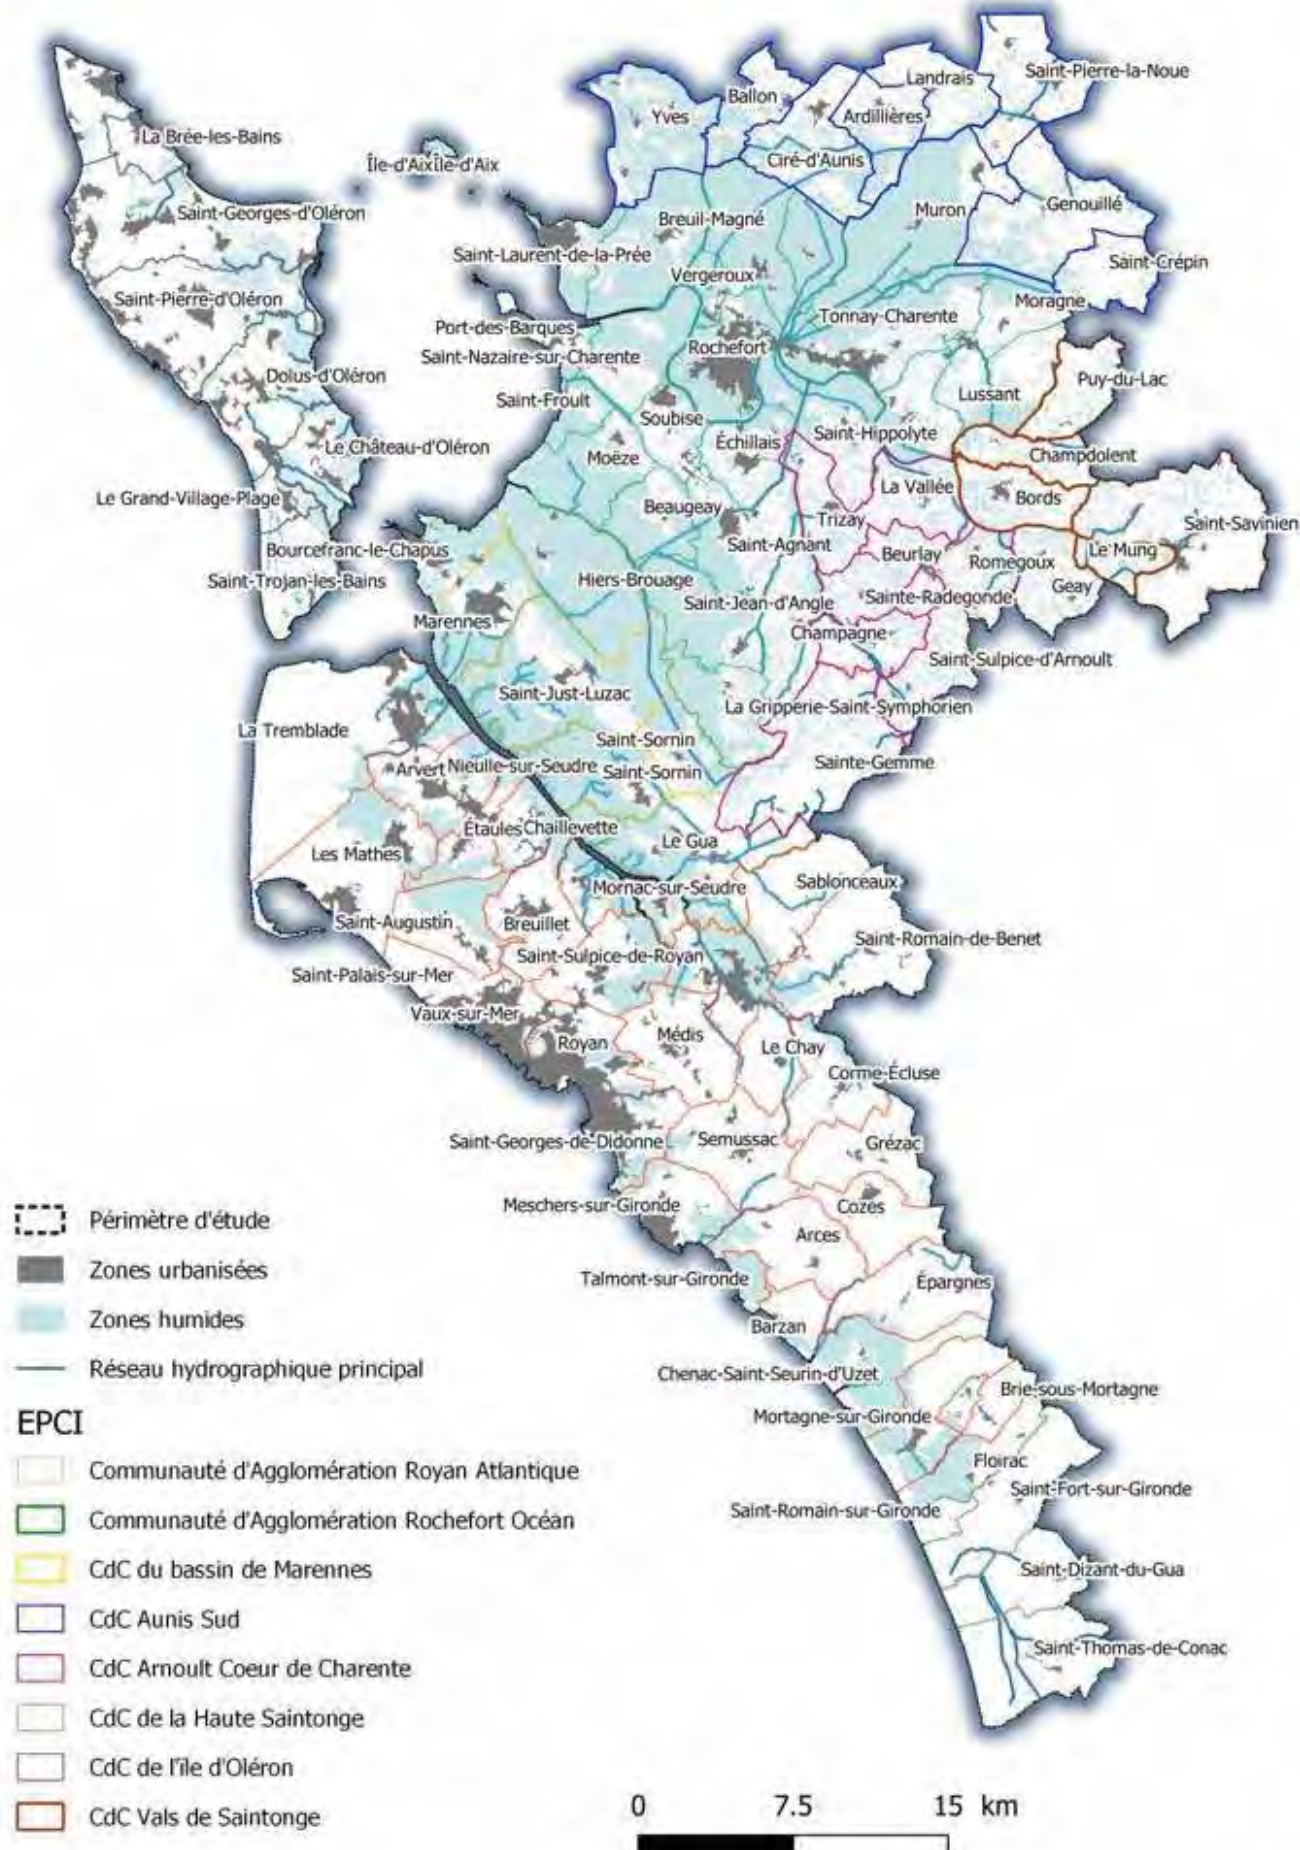 Saint-Pierre-la-Noue
Landrais
Ballon
Yves
Ardillières
La Brée-les-Bains
Île-d'AixÎle-d'Aix
Ciré-d'Aunis
Genouillé
Saint-Georges-d'Oléron
Breuil-Magné
Muron
Saint-Laurent-de-la-Prée
Saint-Crépin
Vergeroux
Saint-Pierre-d'Oléron
Moragne
Tonnay-Charente
Port-des-Barques
Rochefort
Saint-Nazaire-sur-Charente
Dolus-d'Oléron
Puy-du-Lac
Lussant
Saint-Froult
Soubise
Saint-Hippolyte
Échillais
Le Château-d'Oléron
Champdolent
Moëze
La Vallée
Le Grand-Village-Plage
Bords
Beaugeay
Trizay
Saint-Savinien
Saint-Agnant
Bourcefranc-le-Chapus
Beurlay
Le Mung
Romegoux
Saint-Trojan-les-Bains
Hiers-Brouage
Geay
Saint-Jean-d'Angle
Sainte-Radegonde
Marennes
Champagne
Saint-Sulpice-d'Arnoult
Saint-Just-Luzac
La Gripperie-Saint-Symphorien
La Tremblade
Saint-Sornin
Sainte-Gemme
Arvert
Nieulle-sur-Seudre
Saint-Sornin
Étaules
Chaillevette
Le Gua
Les Mathes
Sablonceaux
Mornac-sur-Seudre
Saint-Augustin
Breuillet
Saint-Romain-de-Benet
Saint-Sulpice-de-Royan
Saint-Palais-sur-Mer
Vaux-sur-Mer
Médis
Royan
Le Chay
Corme-Écluse
Saint-Georges-de-Didonne
Semussac
Grézac
Meschers-sur-Gironde
Cozes
Arces
Talmont-sur-Gironde
Épargnes
Barzan
Chenac-Saint-Seurin-d'Uzet
Brie-sous-Mortagne
Mortagne-sur-Gironde
Floirac
Saint-Fort-sur-Gironde
Saint-Romain-sur-Gironde
Saint-Dizant-du-Gua
Saint-Thomas-de-Conac
Périmètre d'étude
Zones urbanisées
Zones humides
Réseau hydrographique principal
EPCI
Communauté d'Agglomération Royan Atlantique
Communauté d'Agglomération Rochefort Océan
CdC du bassin de Marennes
CdC Aunis Sud
CdC Arnoult Coeur de Charente
CdC de la Haute Saintonge
CdC de l'île d'Oléron
CdC Vals de Saintonge
0 7.5 15 km